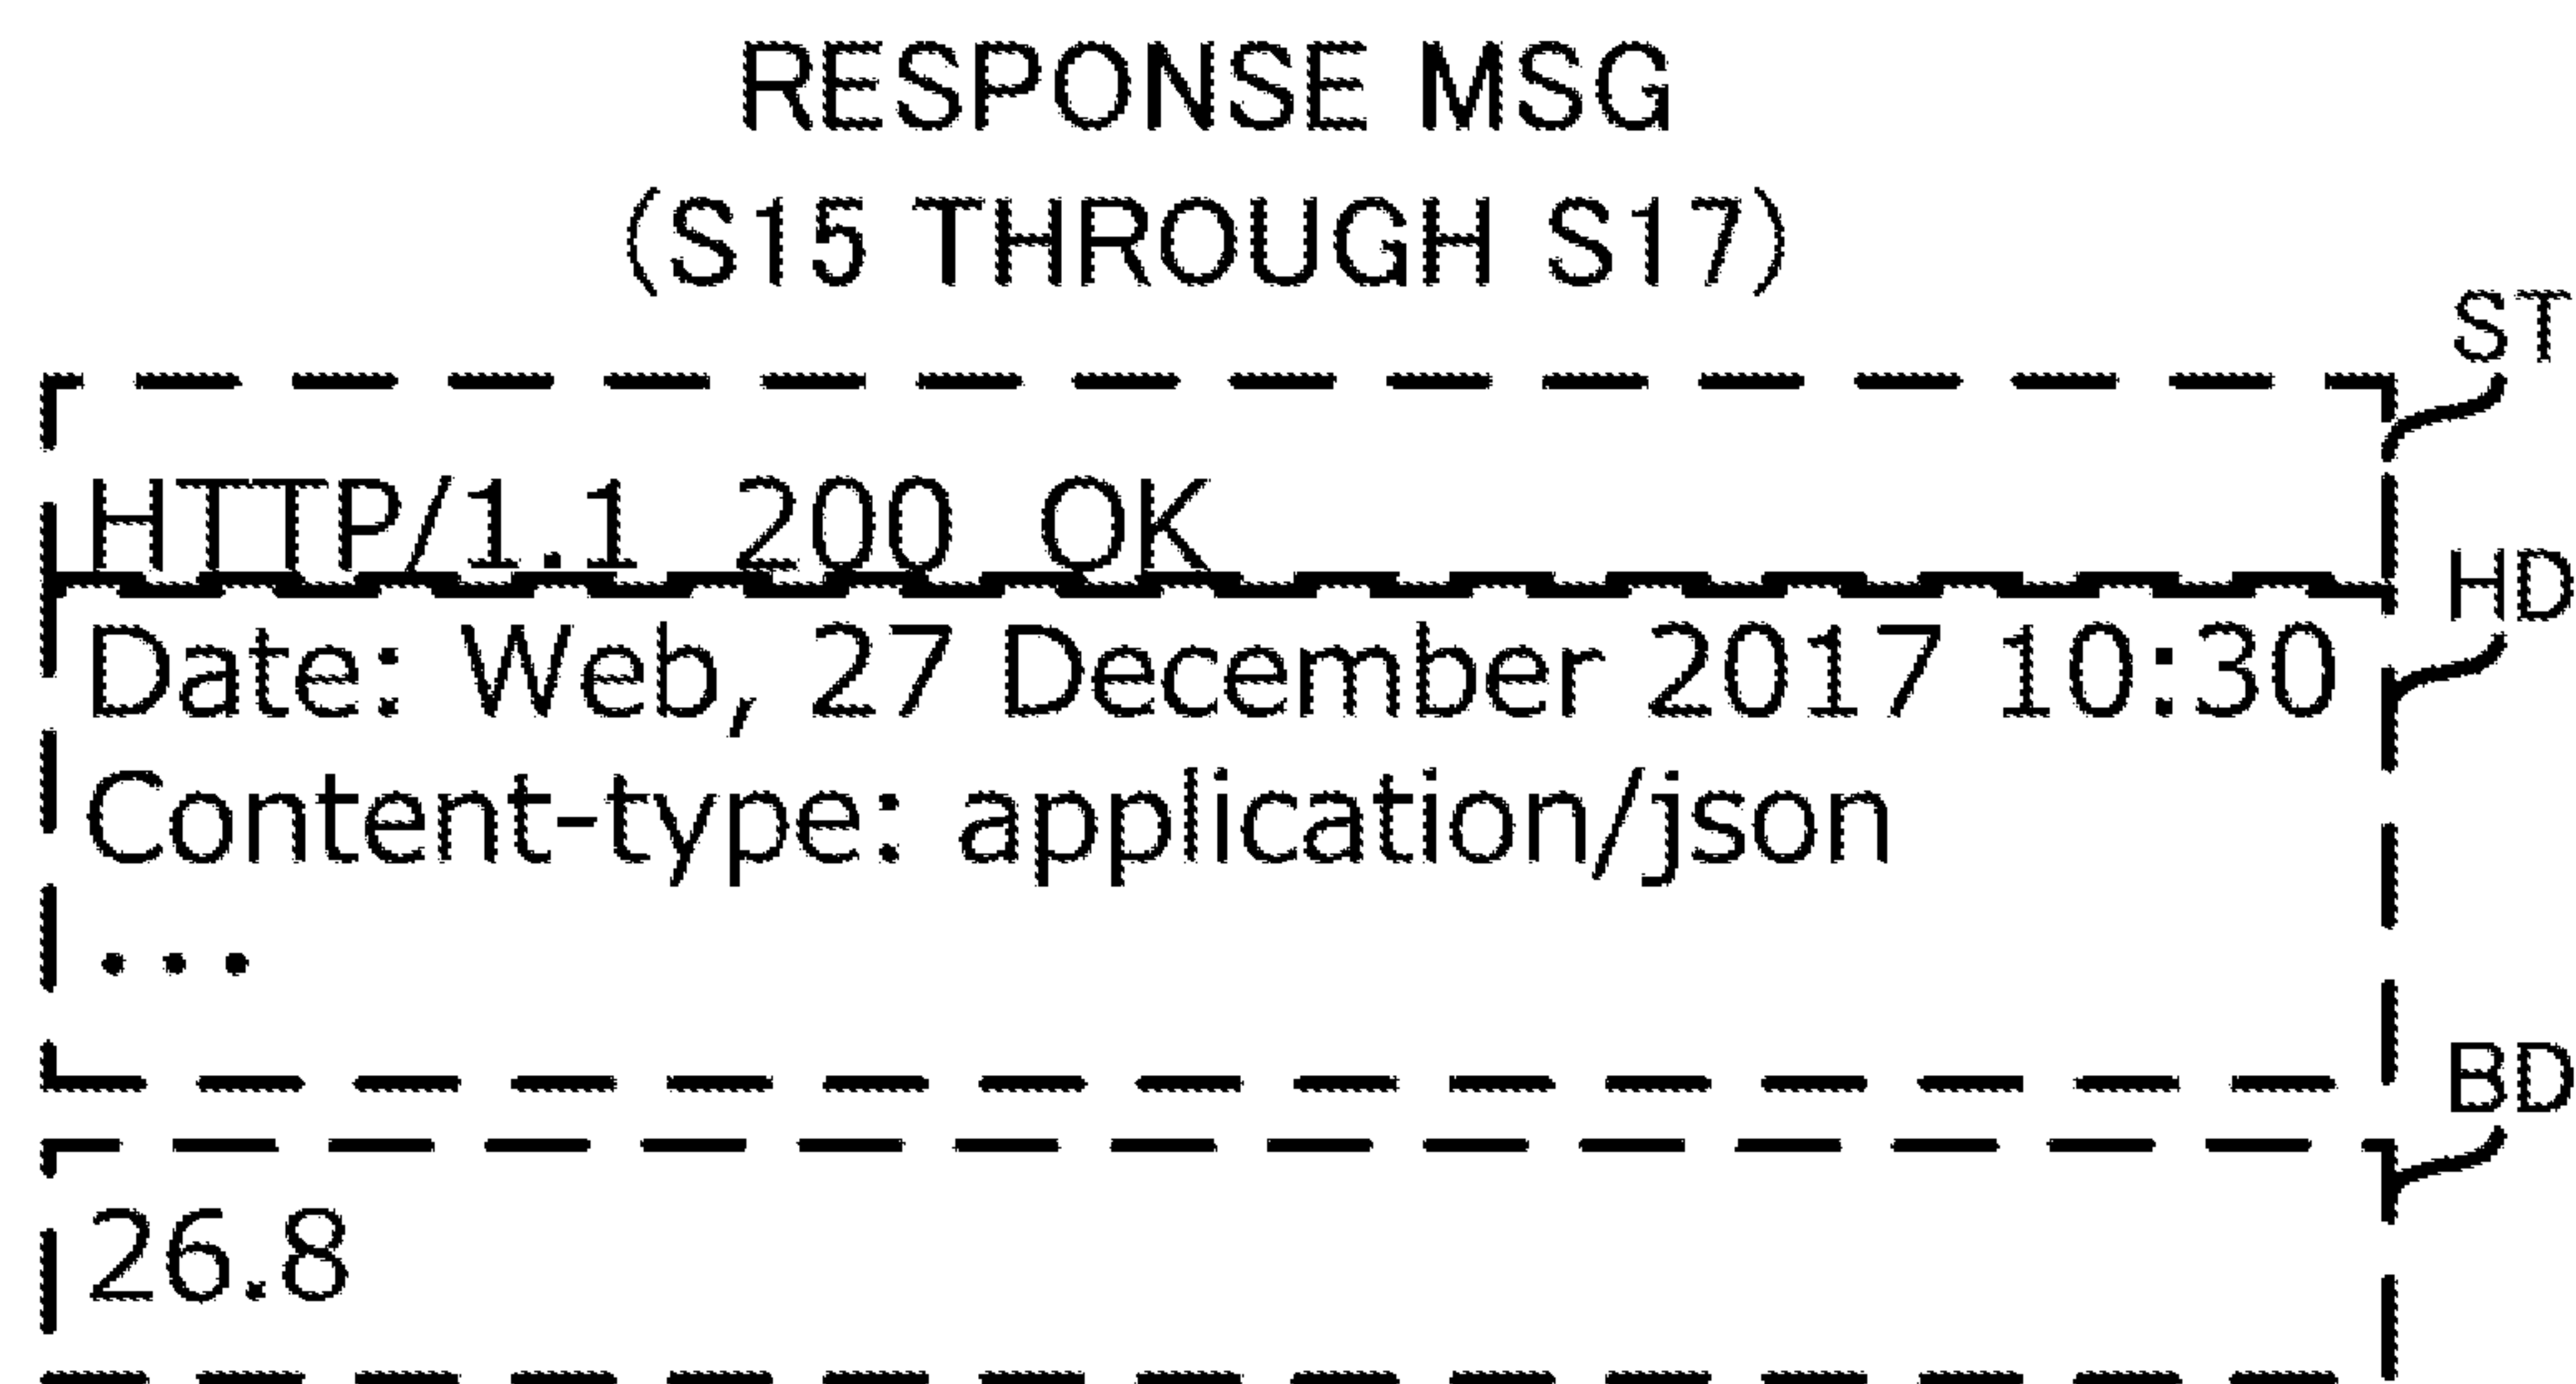 RESPONSE MSG
(S15 THROUGH S17)
ST
HTTP/1.1 200 OK
HD
Date: Web, 27 December 2017 10:30
Content-type: application/json
...
BD
26.8